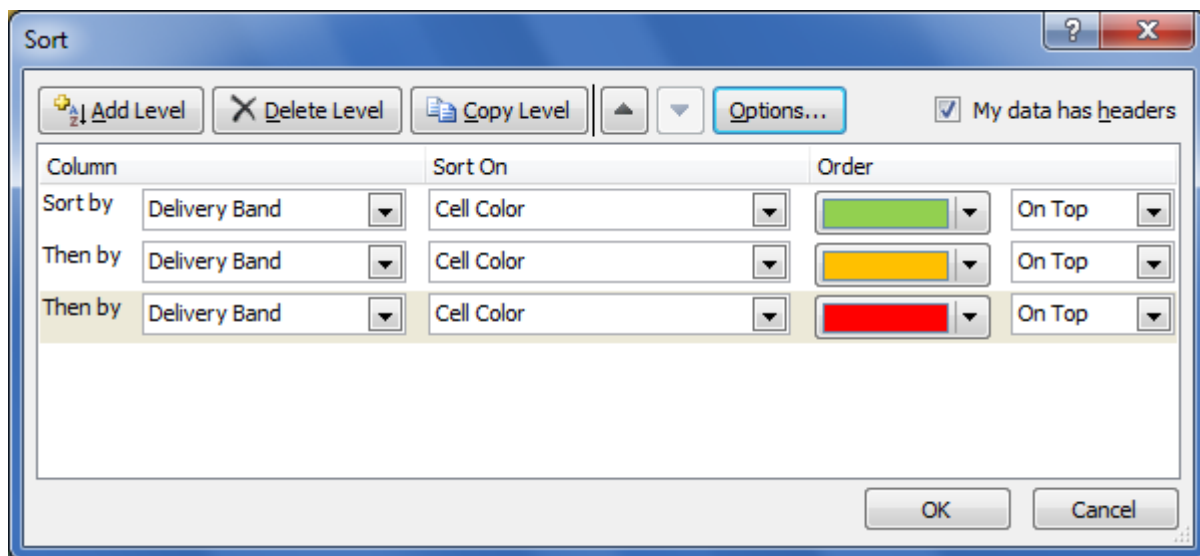 Sort
Add Level Delete Level Copy Level Options... My data has headers
Column Sort On Order
Sort by Delivery Band Cell Color On Top
Then by Delivery Band Cell Color On Top
Then by Delivery Band Cell Color On Top
OK Cancel